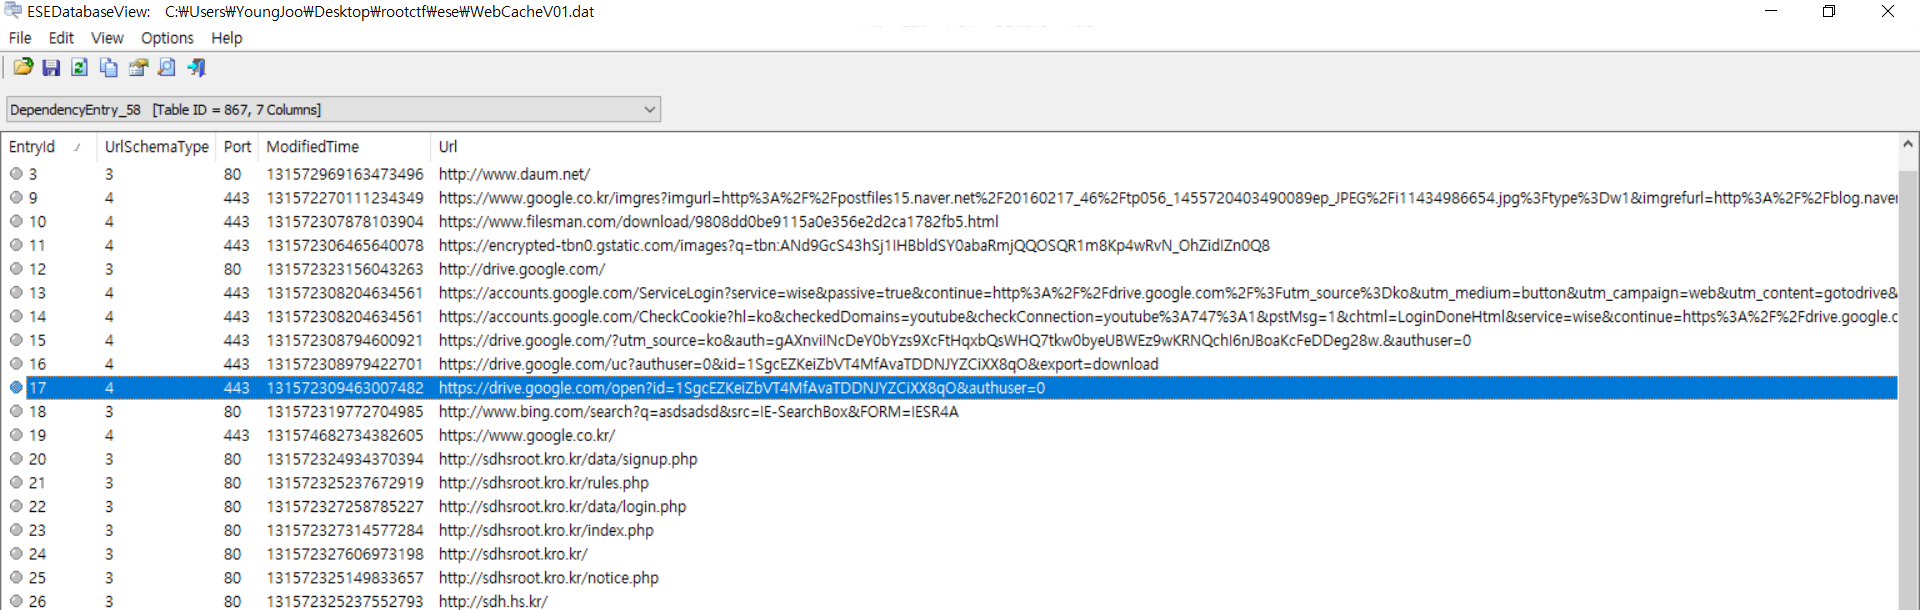 ESEDatabaseView: C:₩Users₩YoungJoo₩Desktop₩rootctf₩ese₩WebCacheV01.dat
File Edit View Options Help
DependencyEntry_58 [Table ID = 867, 7 Columns]
EntryId UrlSchemaType Port ModifiedTime Url
3 3 80 131572969163473496 http://www.daum.net/
9 4 443 131572270111234349 https://www.google.co.kr/imgres?imgurl=http%3A%2F%2Fpostfiles15.naver.net%2F20160217_46%2Ftp056_1455720403490089ep_JPEG%2Fi11434986654.jpg%3Ftype%3Dw1&imgrefurl=http%3A%2F%2Fblog.naver
10 4 443 131572307878103904 https://www.filesman.com/download/9808dd0be9115a0e356e2d2ca1782fb5.html
11 4 443 131572306465640078 https://encrypted-tbn0.gstatic.com/images?q=tbn:ANd9GcS43hSj1IHBbldSY0abaRmjQQOSQR1m8Kp4wRvN_OhZidIZn0Q8
12 3 80 131572323156043263 http://drive.google.com/
13 4 443 131572308204634561 https://accounts.google.com/ServiceLogin?service=wise&passive=true&continue=http%3A%2F%2Fdrive.google.com%2F%3Futm_source%3Dko&utm_medium=button&utm_campaign=web&utm_content=gotodrive&
14 4 443 131572308204634561 https://accounts.google.com/CheckCookie?hl=ko&checkedDomains=youtube&checkConnection=youtube%3A747%3A1&pstMsg=1&chtml=LoginDoneHtml&service=wise&continue=https%3A%2F%2Fdrive.google.c
15 4 443 131572308794600921 https://drive.google.com/?utm_source=ko&auth=gAXnviINcDeY0bYzs9XcFtHqxbQsWHQ7tkw0byeUBWEz9wKRNQchI6nJBoaKcFeDDeg28w.&authuser=0
16 4 443 131572308979422701 https://drive.google.com/uc?authuser=0&id=1SgcEZKeiZbVT4MfAvaTDDNJYZCiXX8qO&export=download
17 4 443 131572309463007482 https://drive.google.com/open?id=1SgcEZKeiZbVT4MfAvaTDDNJYZCiXX8qO&authuser=0
18 3 80 131572319772704985 http://www.bing.com/search?q=asdsadsd&src=IE-SearchBox&FORM=IESR4A
19 4 443 131574682734382605 https://www.google.co.kr/
20 3 80 131572324934370394 http://sdhsroot.kro.kr/data/signup.php
21 3 80 131572325237672919 http://sdhsroot.kro.kr/rules.php
22 3 80 131572327258785227 http://sdhsroot.kro.kr/data/login.php
23 3 80 131572327314577284 http://sdhsroot.kro.kr/index.php
24 3 80 131572327606973198 http://sdhsroot.kro.kr/
25 3 80 131572325149833657 http://sdhsroot.kro.kr/notice.php
26 3 80 131572325237552793 http://sdh.hs.kr/